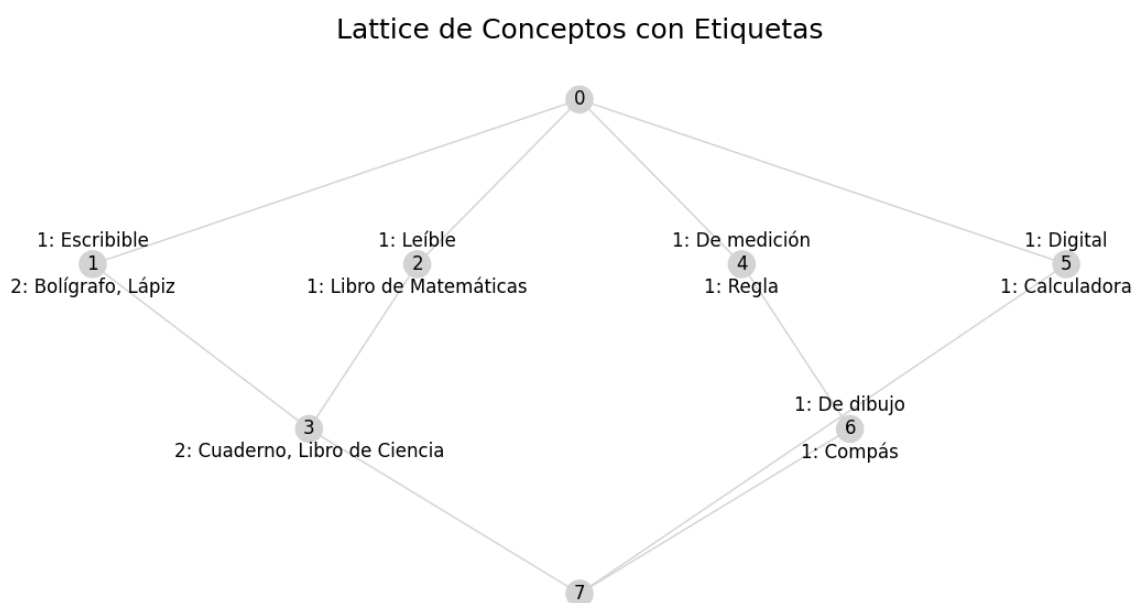 Lattice de Conceptos con Etiquetas
0
1: Escribible
1: Leíble
1: De medición
1: Digital
1
2
4
5
2: Bolígrafo, Lápiz
1: Libro de Matemáticas
1: Regla
1: Calculadora
1: De dibujo
3
6
2: Cuaderno, Libro de Ciencia
1: Compás
7